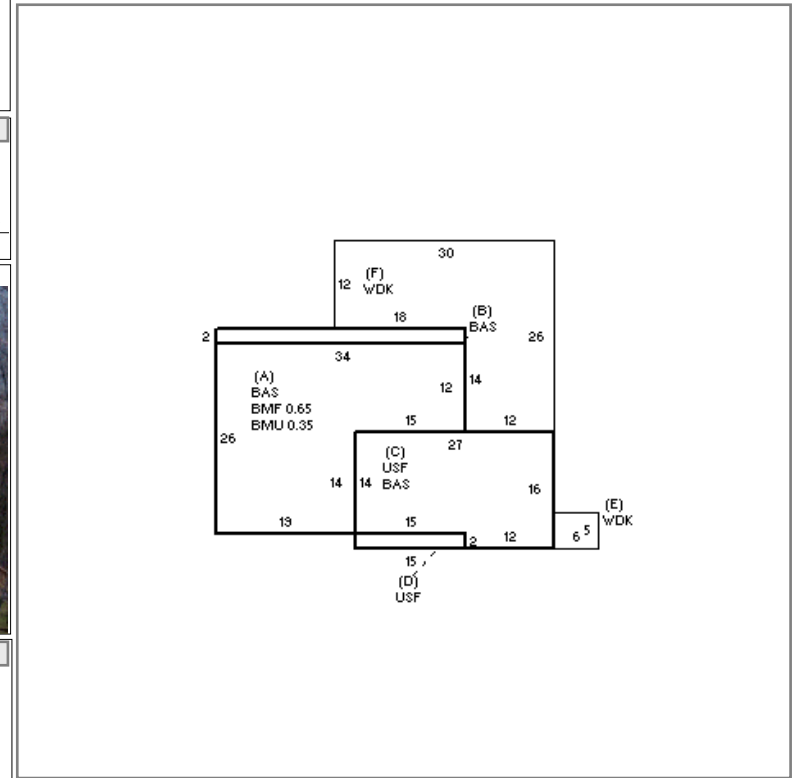 30
(F)
12 WDK
18
(B)
BAS
2
26
34
(A)
BAS
BMF 0.65
BMU 0.35
12
14
15
12
26
27
(C)
USF
BAS
14
14
16
19
15
2
12
(E)
WDK
6
5
15
(D)
USF